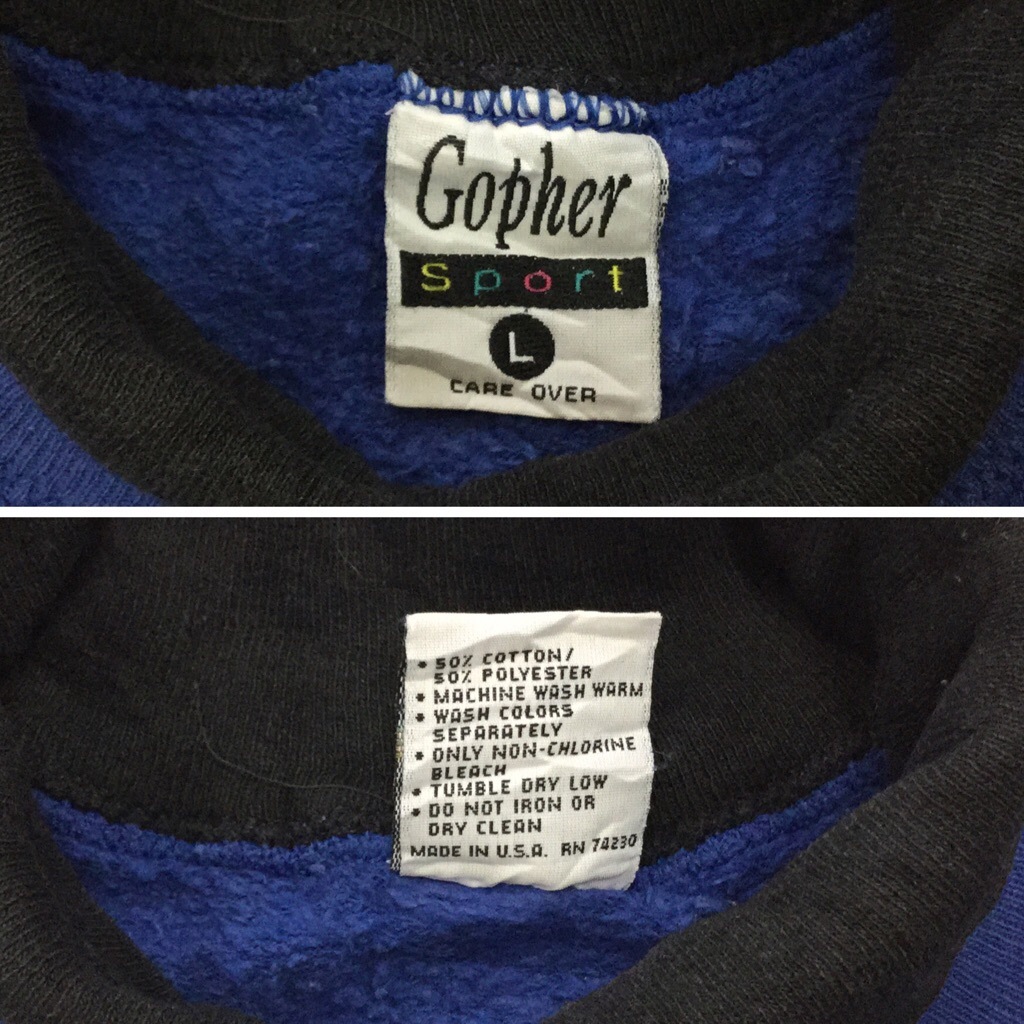 Gopher
Sport
L
CARE OVER
• 50% COTTON/
50% POLYESTER
• MACHINE WASH WARM
• WASH COLORS
SEPARATELY
• ONLY NON-CHLORINE
BLEACH
• TUMBLE DRY LOW
• DO NOT IRON OR
DRY CLEAN
MADE IN U.S.A. RN 74230